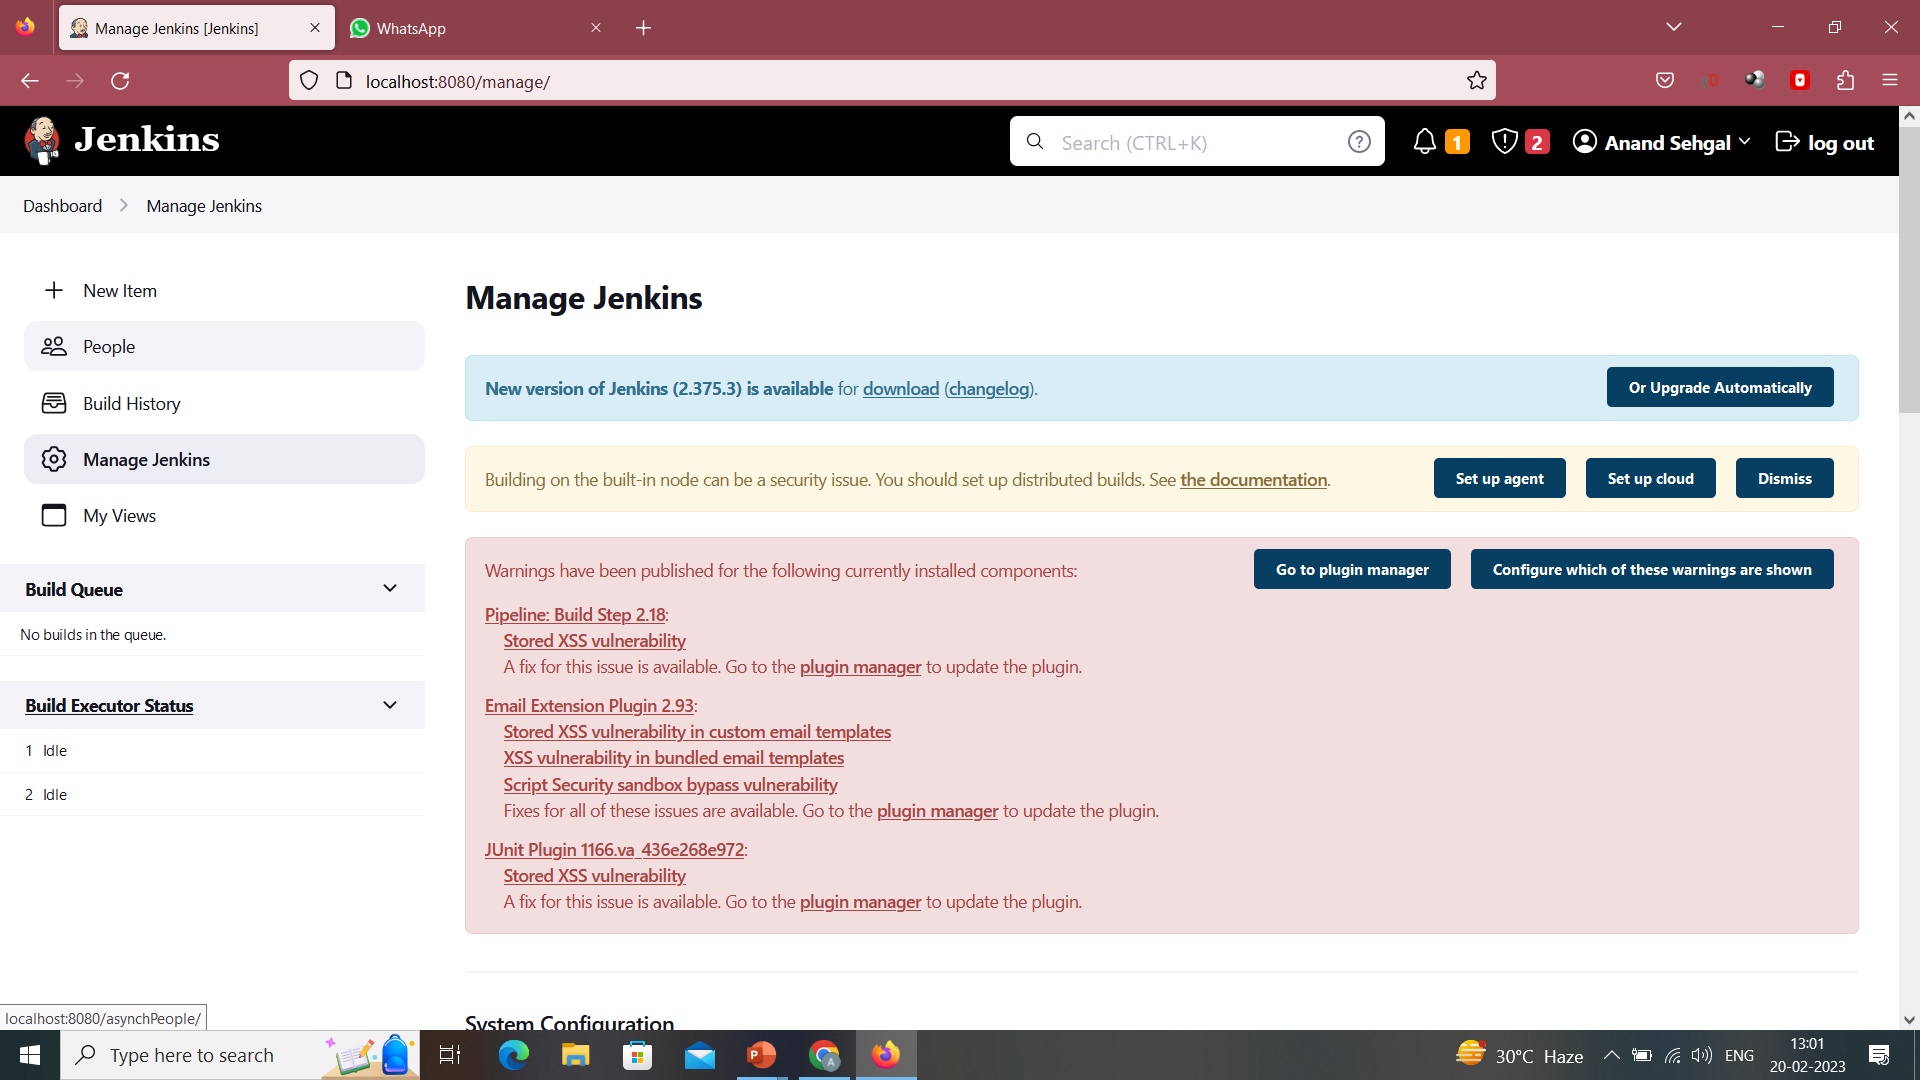 Manage Jenkins [Jenkins]
WhatsApp
localhost:8080/manage/
Jenkins
Search (CTRL+K)
1
2
Anand Sehgal
log out
Dashboard
Manage Jenkins
New Item
People
Build History
Manage Jenkins
My Views
Build Queue
No builds in the queue.
Build Executor Status
1 Idle
2 Idle
Manage Jenkins
New version of Jenkins (2.375.3) is available for download (changelog).
Or Upgrade Automatically
Building on the built-in node can be a security issue. You should set up distributed builds. See the documentation.
Set up agent
Set up cloud
Dismiss
Warnings have been published for the following currently installed components:
Go to plugin manager
Configure which of these warnings are shown
Pipeline: Build Step 2.18:
Stored XSS vulnerability
A fix for this issue is available. Go to the plugin manager to update the plugin.
Email Extension Plugin 2.93:
Stored XSS vulnerability in custom email templates
XSS vulnerability in bundled email templates
Script Security sandbox bypass vulnerability
Fixes for all of these issues are available. Go to the plugin manager to update the plugin.
JUnit Plugin 1166.va_436e268e972:
Stored XSS vulnerability
A fix for this issue is available. Go to the plugin manager to update the plugin.
System Configuration
localhost:8080/asynchPeople/
Type here to search
30°C Haze
ENG
13:01
20-02-2023